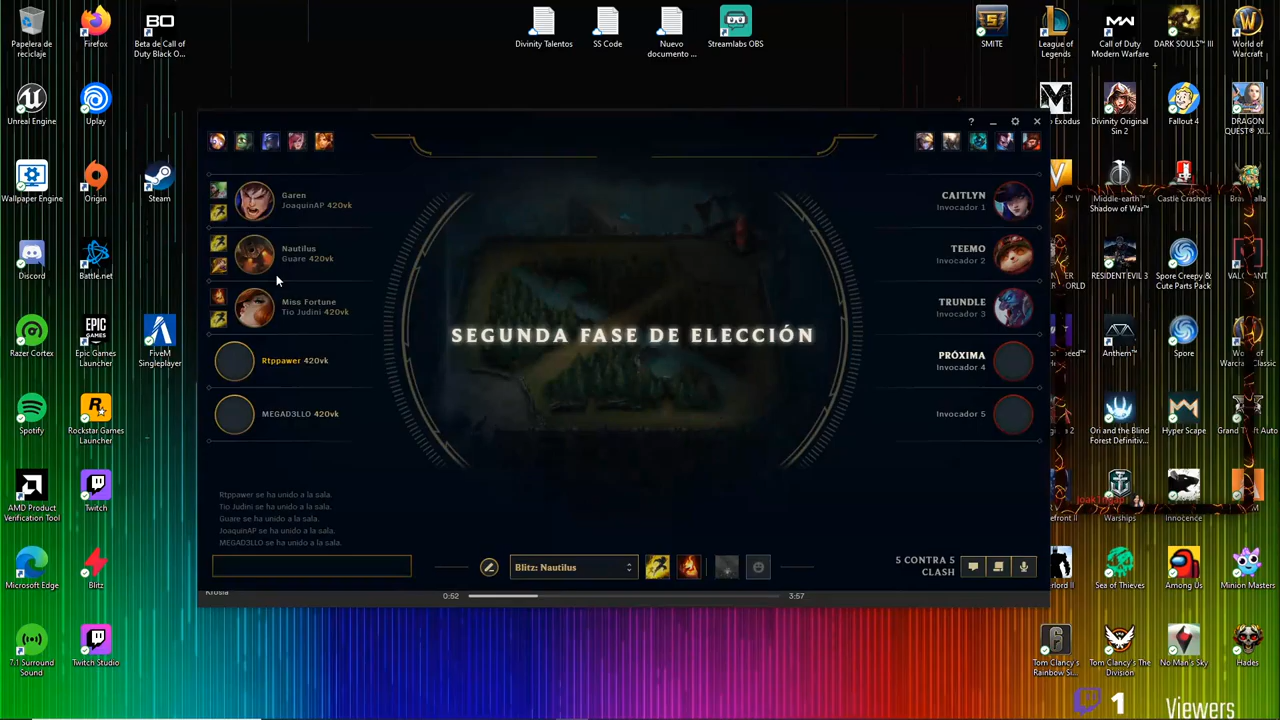 Papelera de
reciclaje
Firefox
BO
Beta de Call of
Duty Black O...
Divinity Talentos
SS Code
Nuevo
documento ...
Streamlabs OBS
SMITE
League of
Legends
Call of Duty
Modern Warfare
DARK SOULS™ III
World of
Warcraft
Unreal Engine
Uplay
Divinity Original
Sin 2
Fallout 4
DRAGON
QUEST® XI...
Wallpaper Engine
Origin
Steam
Middle-earth™
Shadow of War™
Castle Crashers
Discord
Battle.net
RESIDENT EVIL 3
Spore Creepy &
Cute Parts Pack
Razer Cortex
Epic Games
Launcher
FiveM
Singleplayer
Anthem™
Spore
Spotify
Rockstar Games
Launcher
Ori and the Blind
Forest Definitiv...
Hyper Scape
Grand Theft Auto
AMD Product
Verification Tool
Twitch
Warships
Innocence
Microsoft Edge
Blitz
Sea of Thieves
Among Us
Minion Masters
7.1 Surround
Sound
Twitch Studio
Tom Clancy's
Rainbow Si...
Tom Clancy's The
Division
No Man's Sky
Hades
Garen
JoaquinAP 420vk
Nautilus
Guare 420vk
Miss Fortune
Tio Judini 420vk
Rtppawer 420vk
MEGAD3LLO 420vk
SEGUNDA FASE DE ELECCIÓN
CAITLYN
Invocador 1
TEEMO
Invocador 2
TRUNDLE
Invocador 3
PRÓXIMA
Invocador 4
Invocador 5
Rtppawer se ha unido a la sala.
Tio Judini se ha unido a la sala.
Guare se ha unido a la sala.
JoaquinAP se ha unido a la sala.
MEGAD3LLO se ha unido a la sala.
Blitz: Nautilus
5 CONTRA 5
CLASH
0:52
3:57
1
Viewers